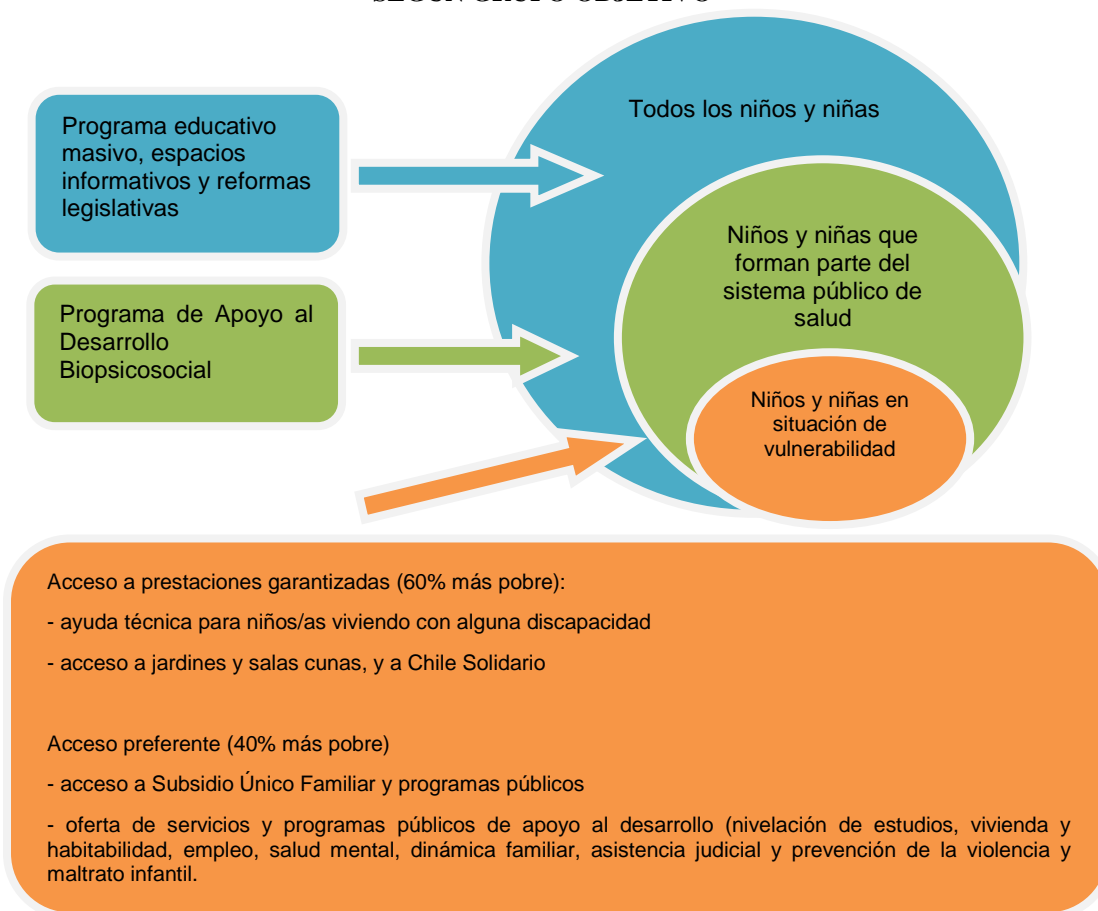 SEGÚN GRUPO OBJETIVO
Programa educativo
masivo, espacios
informativos y reformas
legislativas
Todos los niños y niñas
Niños y niñas que
forman parte del
sistema público de
salud
Programa de Apoyo al
Desarrollo
Biopsicosocial
Niños y niñas en
situación de
vulnerabilidad
Acceso a prestaciones garantizadas (60% más pobre):
- ayuda técnica para niños/as viviendo con alguna discapacidad
- acceso a jardines y salas cunas, y a Chile Solidario
Acceso preferente (40% más pobre)
- acceso a Subsidio Único Familiar y programas públicos
- oferta de servicios y programas públicos de apoyo al desarrollo (nivelación de estudios, vivienda y
habitabilidad, empleo, salud mental, dinámica familiar, asistencia judicial y prevención de la violencia y
maltrato infantil.